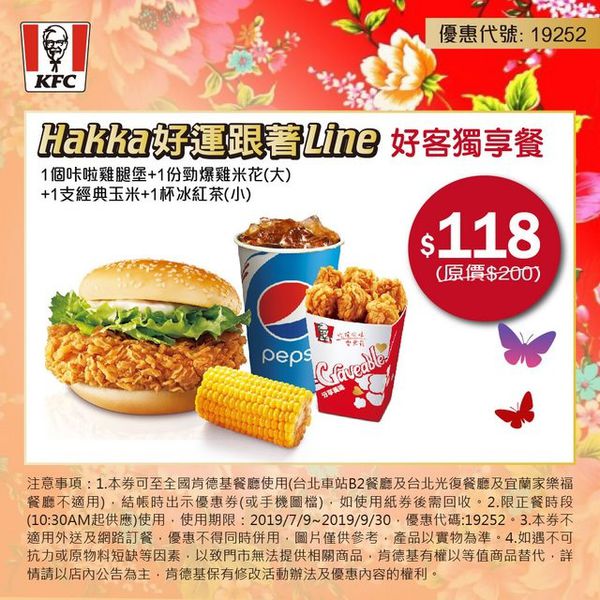 優惠代號: 19252
KFC
Hakka好運跟著Line 好客獨享餐
1個咔啦雞腿堡+1份勁爆雞米花(大)
+1支經典玉米+1杯冰紅茶(小)
$118
(原價$200)
peps
Craveable
分享美味
注意事項：1.本券可至全國肯德基餐廳使用(台北車站B2餐廳及台北光復餐廳及宜蘭家樂福
餐廳不適用)，結帳時出示優惠券(或手機圖檔)，如使用紙券後需回收。2.限正餐時段
(10:30AM起供應)使用，使用期限：2019/7/9~2019/9/30，優惠代碼:19252。3.本券不
適用外送及網路訂餐，優惠不得同時併用，圖片僅供參考，產品以實物為準。4.如遇不可
抗力或原物料短缺等因素，以致門市無法提供相關商品，肯德基有權以等值商品替代，詳
情請以店內公告為主，肯德基保有修改活動辦法及優惠內容的權利。